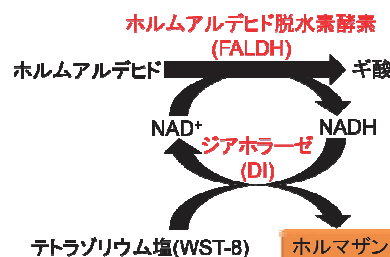 ホルムアルデヒド脱水素酵素
(FALDH)
ホルムアルデヒド
ギ酸
NAD⁺
NADH
ジアホラーゼ
(DI)
テトラゾリウム塩(WST-8)
ホルマザン